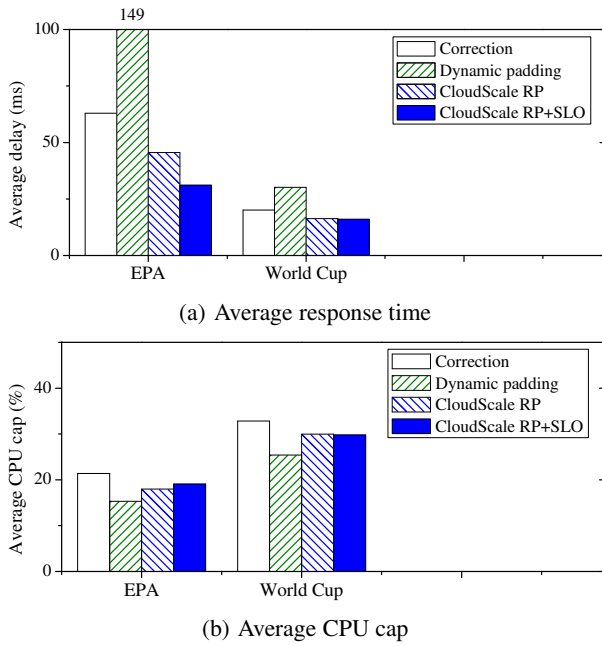 149
100
50
0
Average delay (ms)
Correction
Dynamic padding
CloudScale RP
CloudScale RP+SLO
EPA World Cup
(a) Average response time
40
20
0
Average CPU cap (%)
Correction
Dynamic padding
CloudScale RP
CloudScale RP+SLO
EPA World Cup
(b) Average CPU cap